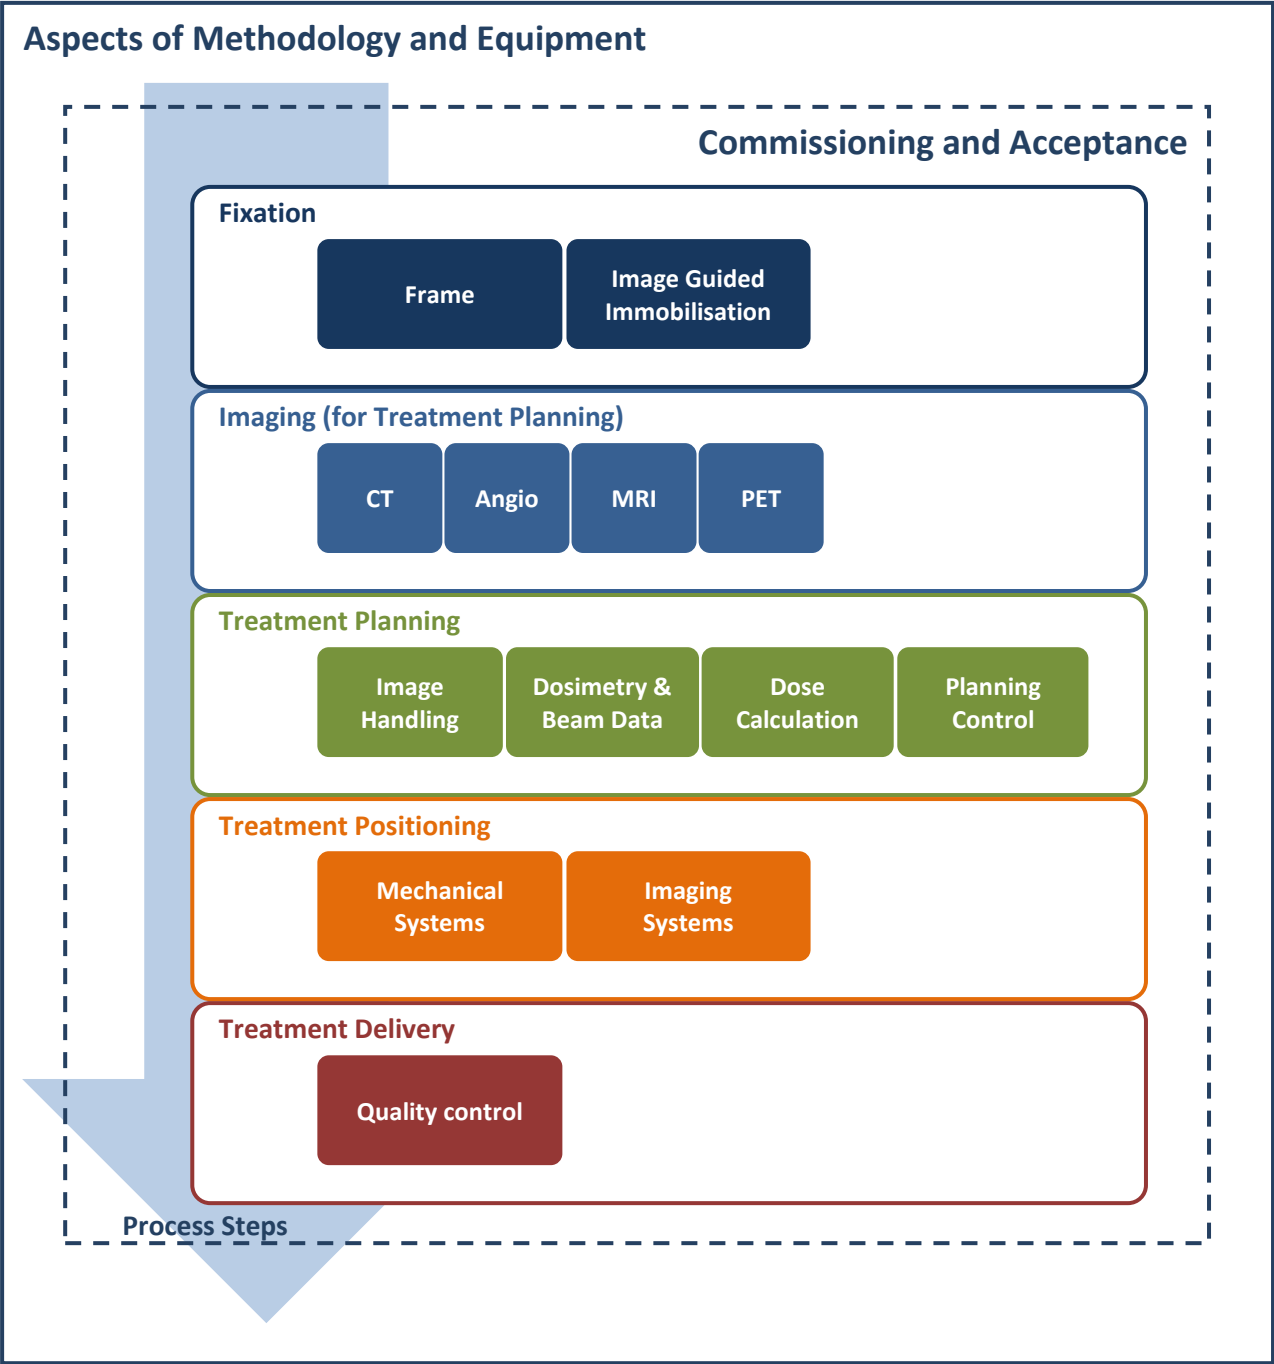 Aspects of Methodology and Equipment
Commissioning and Acceptance
Fixation
Frame
Image Guided
Immobilisation
Imaging (for Treatment Planning)
CT
Angio
MRI
PET
Treatment Planning
Image
Handling
Dosimetry &
Beam Data
Dose
Calculation
Planning
Control
Treatment Positioning
Mechanical
Systems
Imaging
Systems
Treatment Delivery
Quality control
Process Steps